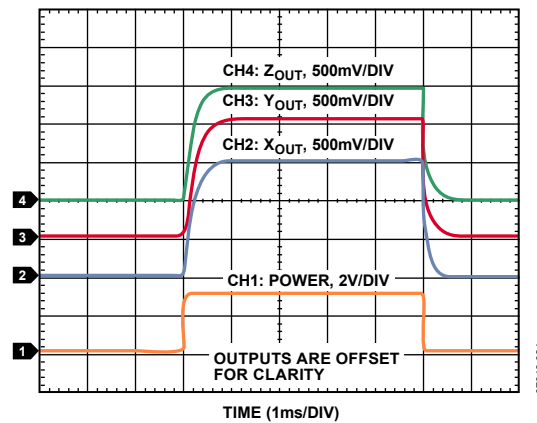 CH4: ZOUT, 500mV/DIV
CH3: YOUT, 500mV/DIV
CH2: XOUT, 500mV/DIV
4
3
2
CH1: POWER, 2V/DIV
1
OUTPUTS ARE OFFSET
FOR CLARITY
TIME (1ms/DIV)